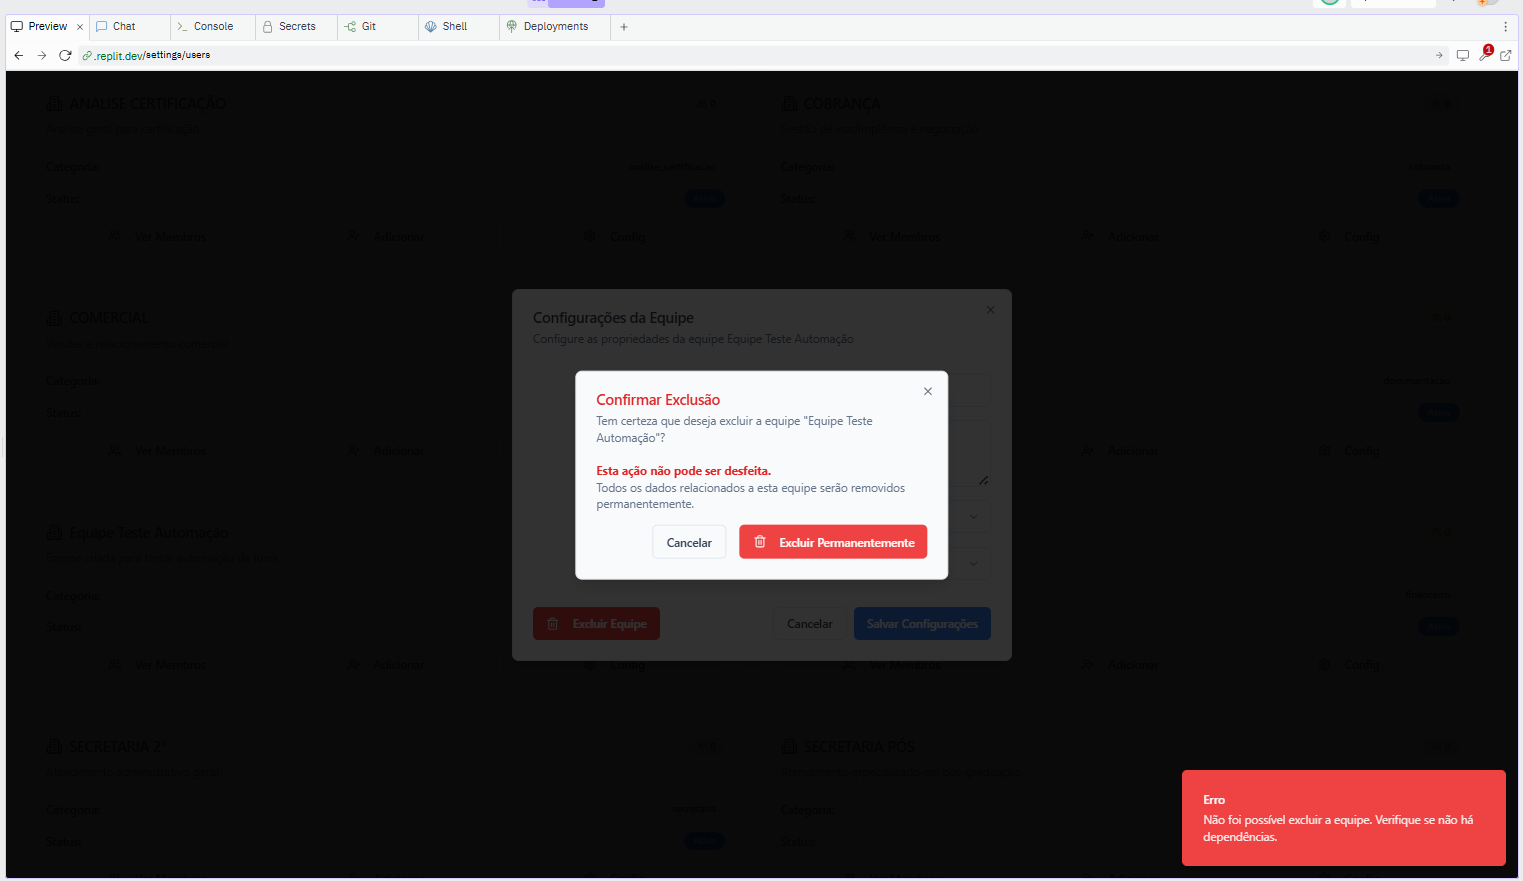 Preview
Chat
Console
Secrets
Git
Shell
Deployments
.replit.dev/settings/users
1
ANÁLISE CERTIFICAÇÃO
COBRANÇA
Categoria:
Categoria:
Status:
Status:
Ver Membros
Adicionar
Config
Ver Membros
Adicionar
Config
COMERCIAL
Categoria:
Status:
Ver Membros
Adicionar
Adicionar
Config
Configurações da Equipe
Configure as propriedades da equipe Equipe Teste Automação
Confirmar Exclusão
Tem certeza que deseja excluir a equipe "Equipe Teste
Automação"?
Esta ação não pode ser desfeita.
Todos os dados relacionados a esta equipe serão removidos
permanentemente.
Cancelar
Excluir Permanentemente
Excluir Equipe
Cancelar
Salvar Configurações
Equipe Teste Automação
Categoria:
financeiro
Status:
Ver Membros
Adicionar
Config
Ver Membros
Adicionar
Config
SECRETARIA 2ª
SECRETARIA PÓS
Categoria:
Categoria:
Status:
Status:
Erro
Não foi possível excluir a equipe. Verifique se não há
dependências.